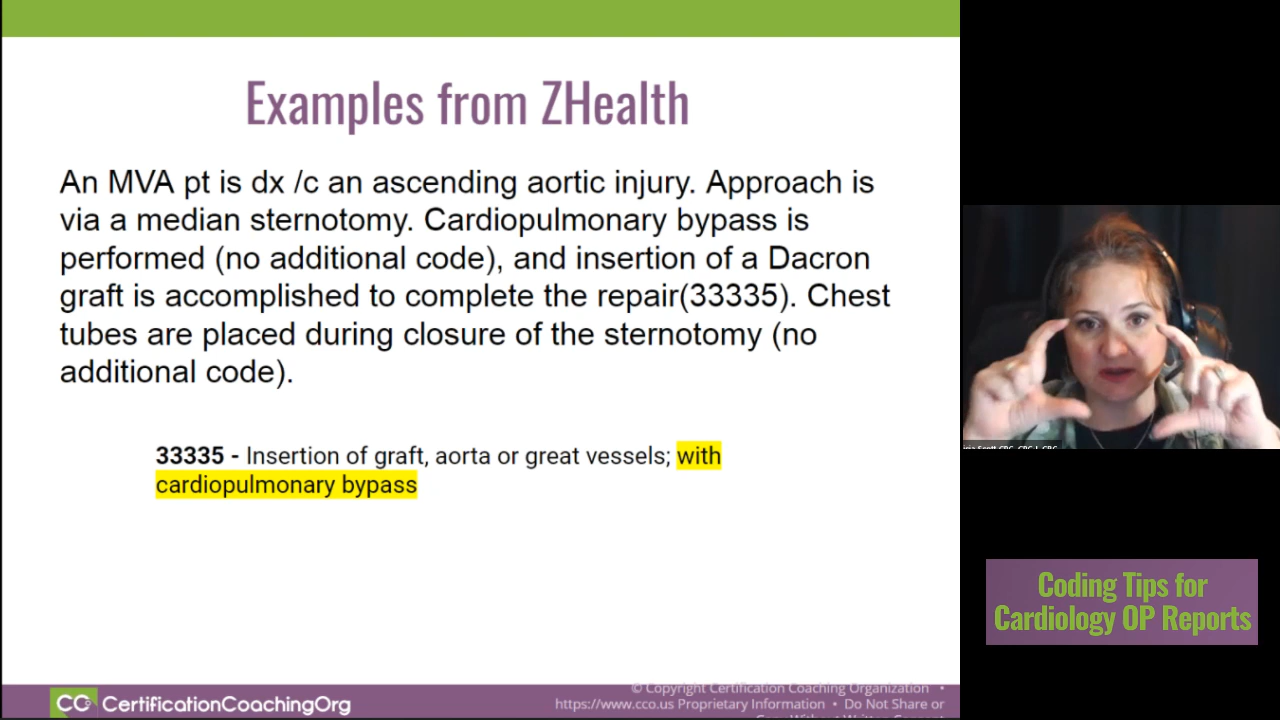 Examples from ZHealth
An MVA pt is dx /c an ascending aortic injury. Approach is
via a median sternotomy. Cardiopulmonary bypass is
performed (no additional code), and insertion of a Dacron
graft is accomplished to complete the repair(33335). Chest
tubes are placed during closure of the sternotomy (no
additional code).
33335 - Insertion of graft, aorta or great vessels; with
cardiopulmonary bypass
Coding Tips for
Cardiology OP Reports
CC CertificationCoachingOrg
© Copyright Certification Coaching Organization •
https://www.cco.us Proprietary Information • Do Not Share or
Without